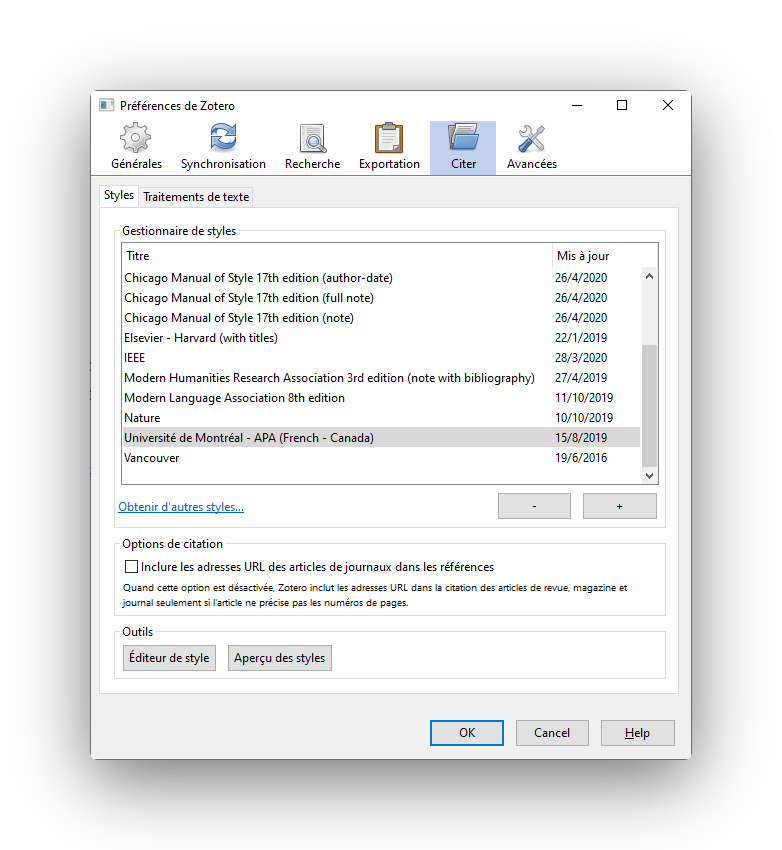 Préférences de Zotero
Générales Synchronisation Recherche Exportation Citer Avancées
Styles Traitements de texte
Gestionnaire de styles
Titre Mis à jour
Chicago Manual of Style 17th edition (author-date) 26/4/2020
Chicago Manual of Style 17th edition (full note) 26/4/2020
Chicago Manual of Style 17th edition (note) 26/4/2020
Elsevier - Harvard (with titles) 22/1/2019
IEEE 28/3/2020
Modern Humanities Research Association 3rd edition (note with bibliography) 27/4/2019
Modern Language Association 8th edition 11/10/2019
Nature 10/10/2019
Université de Montréal - APA (French - Canada) 15/8/2019
Vancouver 19/6/2016
Obtenir d'autres styles... - +
Options de citation
Inclure les adresses URL des articles de journaux dans les références
Quand cette option est désactivée, Zotero inclut les adresses URL dans la citation des articles de revue, magazine et
journal seulement si l'article ne précise pas les numéros de pages.
Outils
Éditeur de style Aperçu des styles
OK Cancel Help